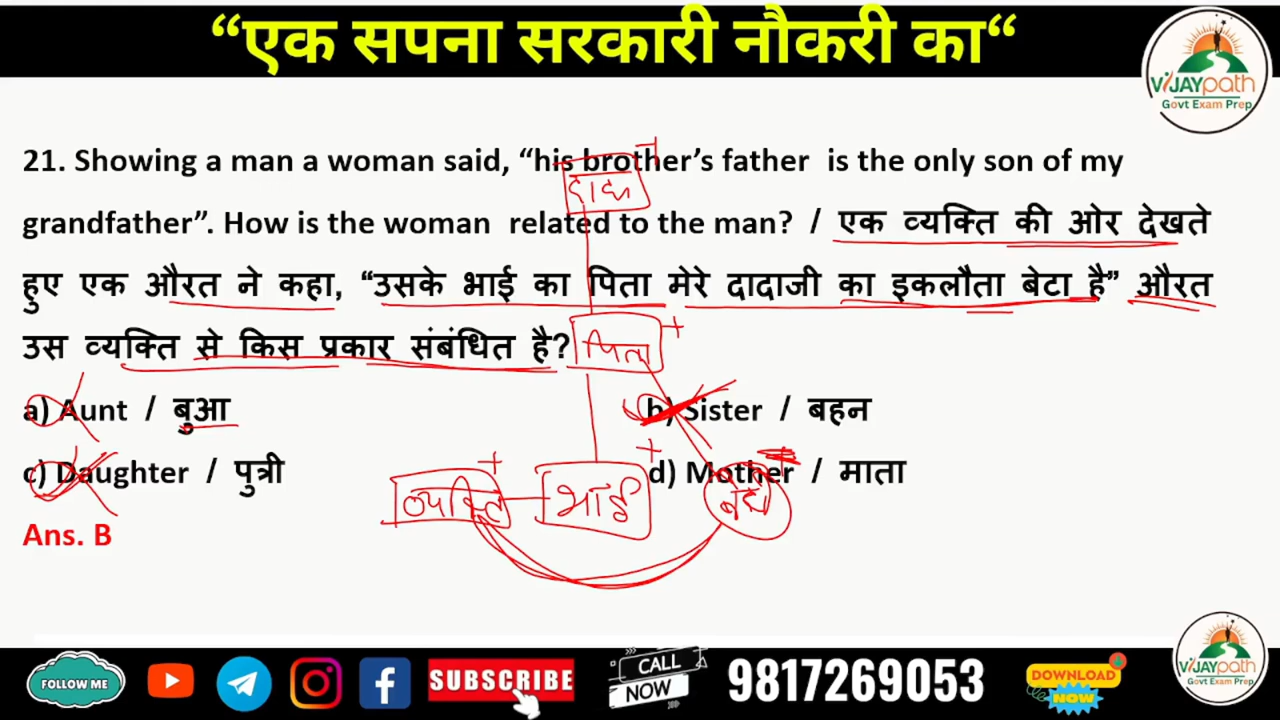 “एक सपना सरकारी नौकरी का“
VIJAYpath
Govt Exam Prep
21. Showing a man a woman said, “his brother’s father is the only son of my
दादा
grandfather”. How is the woman related to the man? / एक व्यक्ति की ओर देखते
हुए एक औरत ने कहा, “उसके भाई का पिता मेरे दादाजी का इकलौता बेटा है” औरत
उस व्यक्ति से किस प्रकार संबंधित है?
पिता +
a) Aunt / बुआ b) Sister / बहन
c) Daughter / पुत्री d) Mother / माता
+ +
व्यक्ति भाई
Ans. B
FOLLOW ME SUBSCRIBE CALL NOW 9817269053 DOWNLOAD NOW
VIJAYpath
Govt Exam Prep